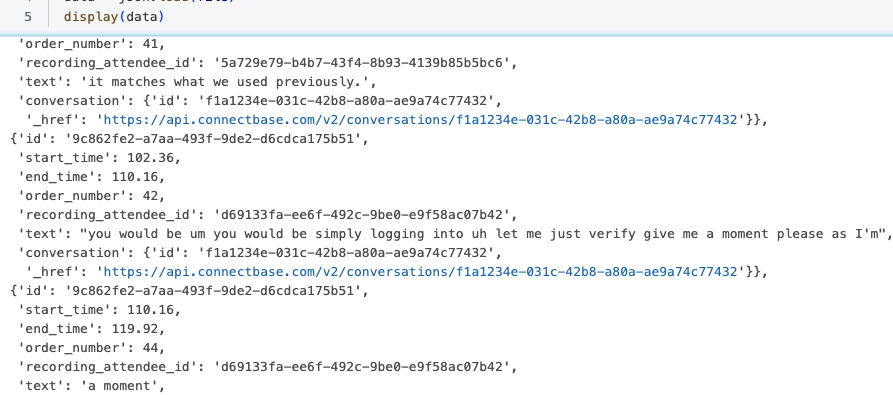 5 display(data)
'order_number': 41,
'recording_attendee_id': '5a729e79-b4b7-43f4-8b93-4139b85b5bc6',
'text': 'it matches what we used previously.',
'conversation': {'id': 'f1a1234e-031c-42b8-a80a-ae9a74c77432',
'_href': 'https://api.connectbase.com/v2/conversations/f1a1234e-031c-42b8-a80a-ae9a74c77432'}},
{'id': '9c862fe2-a7aa-493f-9de2-d6cdca175b51',
'start_time': 102.36,
'end_time': 110.16,
'order_number': 42,
'recording_attendee_id': 'd69133fa-ee6f-492c-9be0-e9f58ac07b42',
'text': "you would be um you would be simply logging into uh let me just verify give me a moment please as I'm",
'conversation': {'id': 'f1a1234e-031c-42b8-a80a-ae9a74c77432',
'_href': 'https://api.connectbase.com/v2/conversations/f1a1234e-031c-42b8-a80a-ae9a74c77432'}},
{'id': '9c862fe2-a7aa-493f-9de2-d6cdca175b51',
'start_time': 110.16,
'end_time': 119.92,
'order_number': 44,
'recording_attendee_id': 'd69133fa-ee6f-492c-9be0-e9f58ac07b42',
'text': 'a moment',